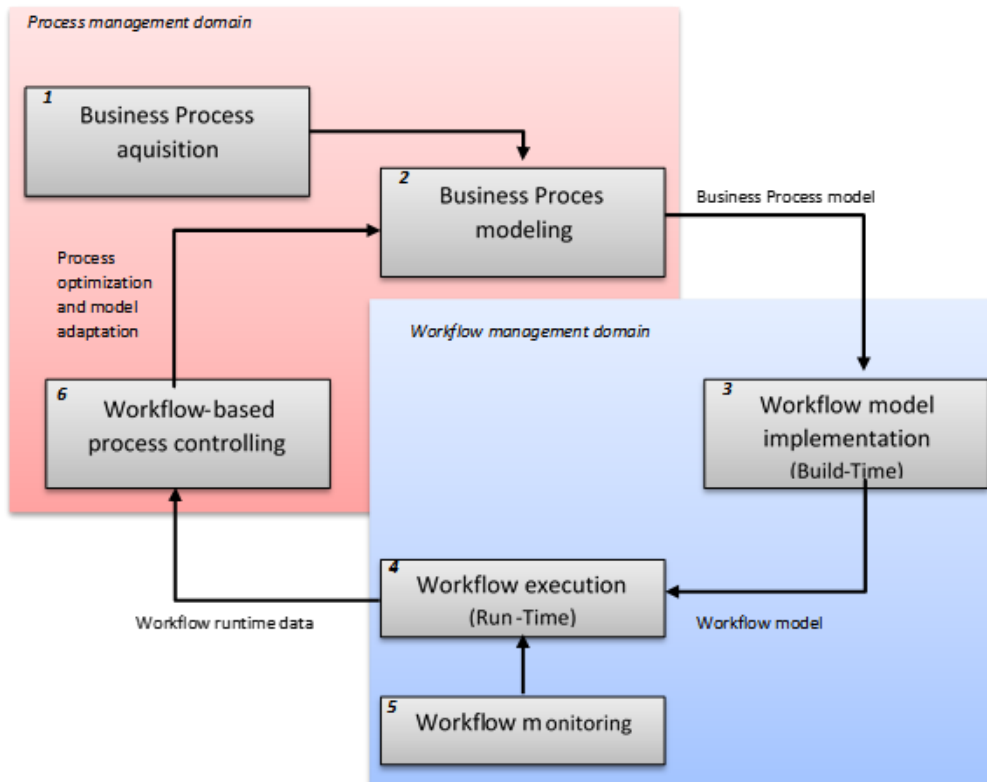 Process management domain
1
Business Process
aquisition
2
Business Proces
modeling
Business Process model
Process
optimization
and model
adaptation
Workflow management domain
3
Workflow model
implementation
(Build-Time)
6
Workflow-based
process controlling
4
Workflow execution
(Run-Time)
Workflow runtime data
Workflow model
5
Workflow monitoring